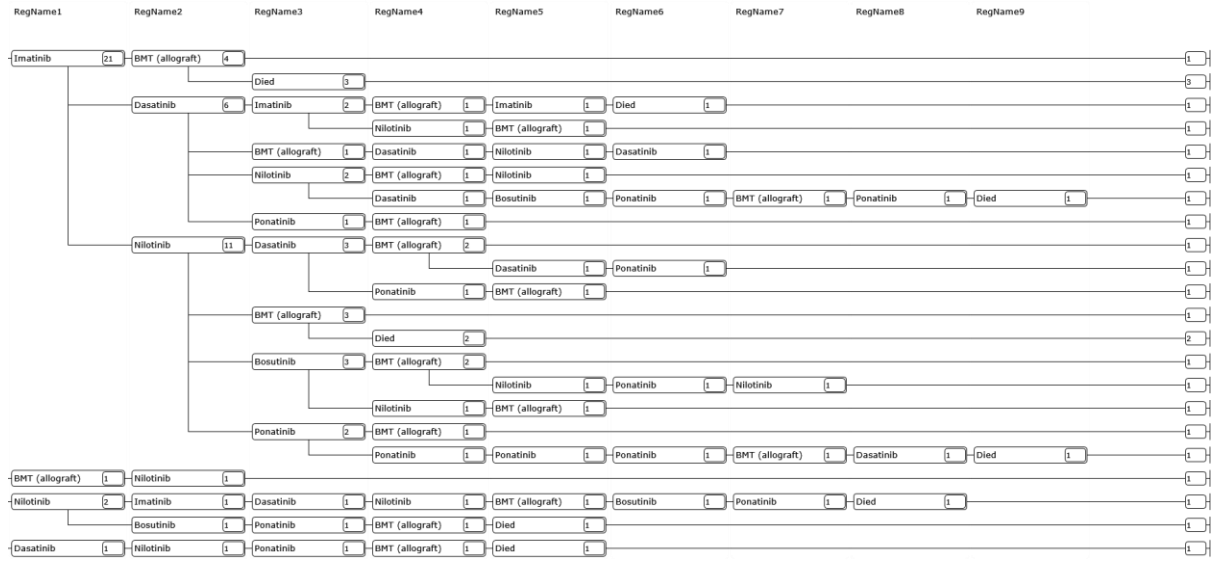 RegName1 RegName2 RegName3 RegName4 RegName5 RegName6 RegName7 RegName8 RegName9
Imatinib 21 BMT (allograft) 4 1
Died 3 3
Dasatinib 6 Imatinib 2 BMT (allograft) 1 Imatinib 1 Died 1 1
Nilotinib 1 BMT (allograft) 1 1
BMT (allograft) 1 Dasatinib 1 Nilotinib 1 Dasatinib 1 1
Nilotinib 2 BMT (allograft) 1 Nilotinib 1 1
Dasatinib 1 Bosutinib 1 Ponatinib 1 BMT (allograft) 1 Ponatinib 1 Died 1 1
Ponatinib 1 BMT (allograft) 1 1
Nilotinib 11 Dasatinib 3 BMT (allograft) 2 1
Dasatinib 1 Ponatinib 1 1
Ponatinib 1 BMT (allograft) 1 1
BMT (allograft) 3 1
Died 2 2
Bosutinib 3 BMT (allograft) 2 1
Nilotinib 1 Ponatinib 1 Nilotinib 1 1
Nilotinib 1 BMT (allograft) 1 1
Ponatinib 2 BMT (allograft) 1 1
Ponatinib 1 Ponatinib 1 Ponatinib 1 BMT (allograft) 1 Dasatinib 1 Died 1 1
BMT (allograft) 1 Nilotinib 1 1
Nilotinib 2 Imatinib 1 Dasatinib 1 Nilotinib 1 BMT (allograft) 1 Bosutinib 1 Ponatinib 1 Died 1 1
Bosutinib 1 Ponatinib 1 BMT (allograft) 1 Died 1 1
Dasatinib 1 Nilotinib 1 Ponatinib 1 BMT (allograft) 1 Died 1 1